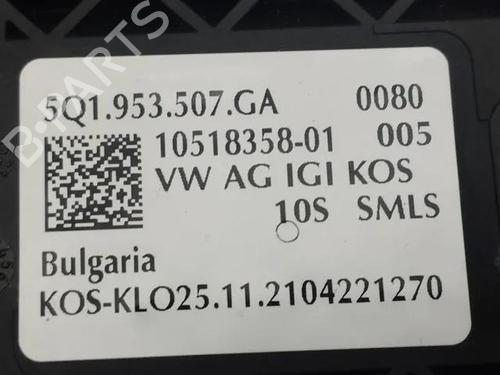 B-PARTS
5Q1.953.507.GA 0080
10518358-01 005
VW AG IGI KOS
10S SMLS
Bulgaria
KOS-KLO25.11.2104221270